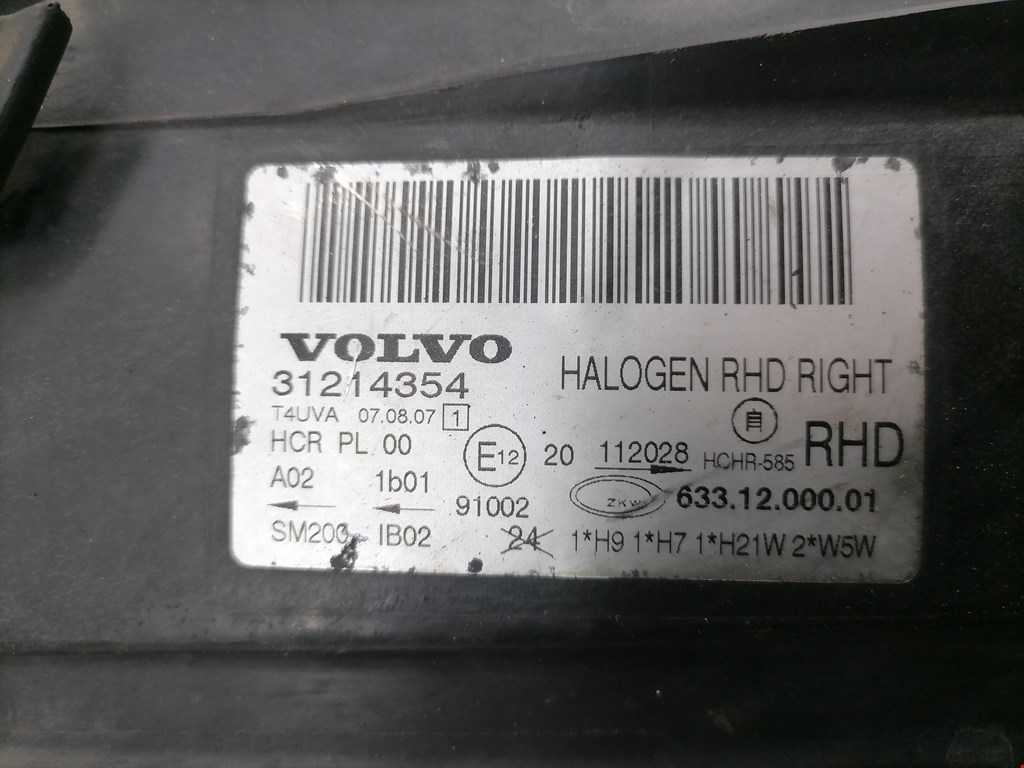 VOLVO
31214354
HALOGEN RHD RIGHT
T4UVA 07.08.07 1
自
HCR PL 00
E12 20 112028 HCHR-585 RHD
A02 1b01
91002 ZKW 633.12.000.01
SM200 IB02 24 1*H9 1*H7 1*H21W 2*W5W